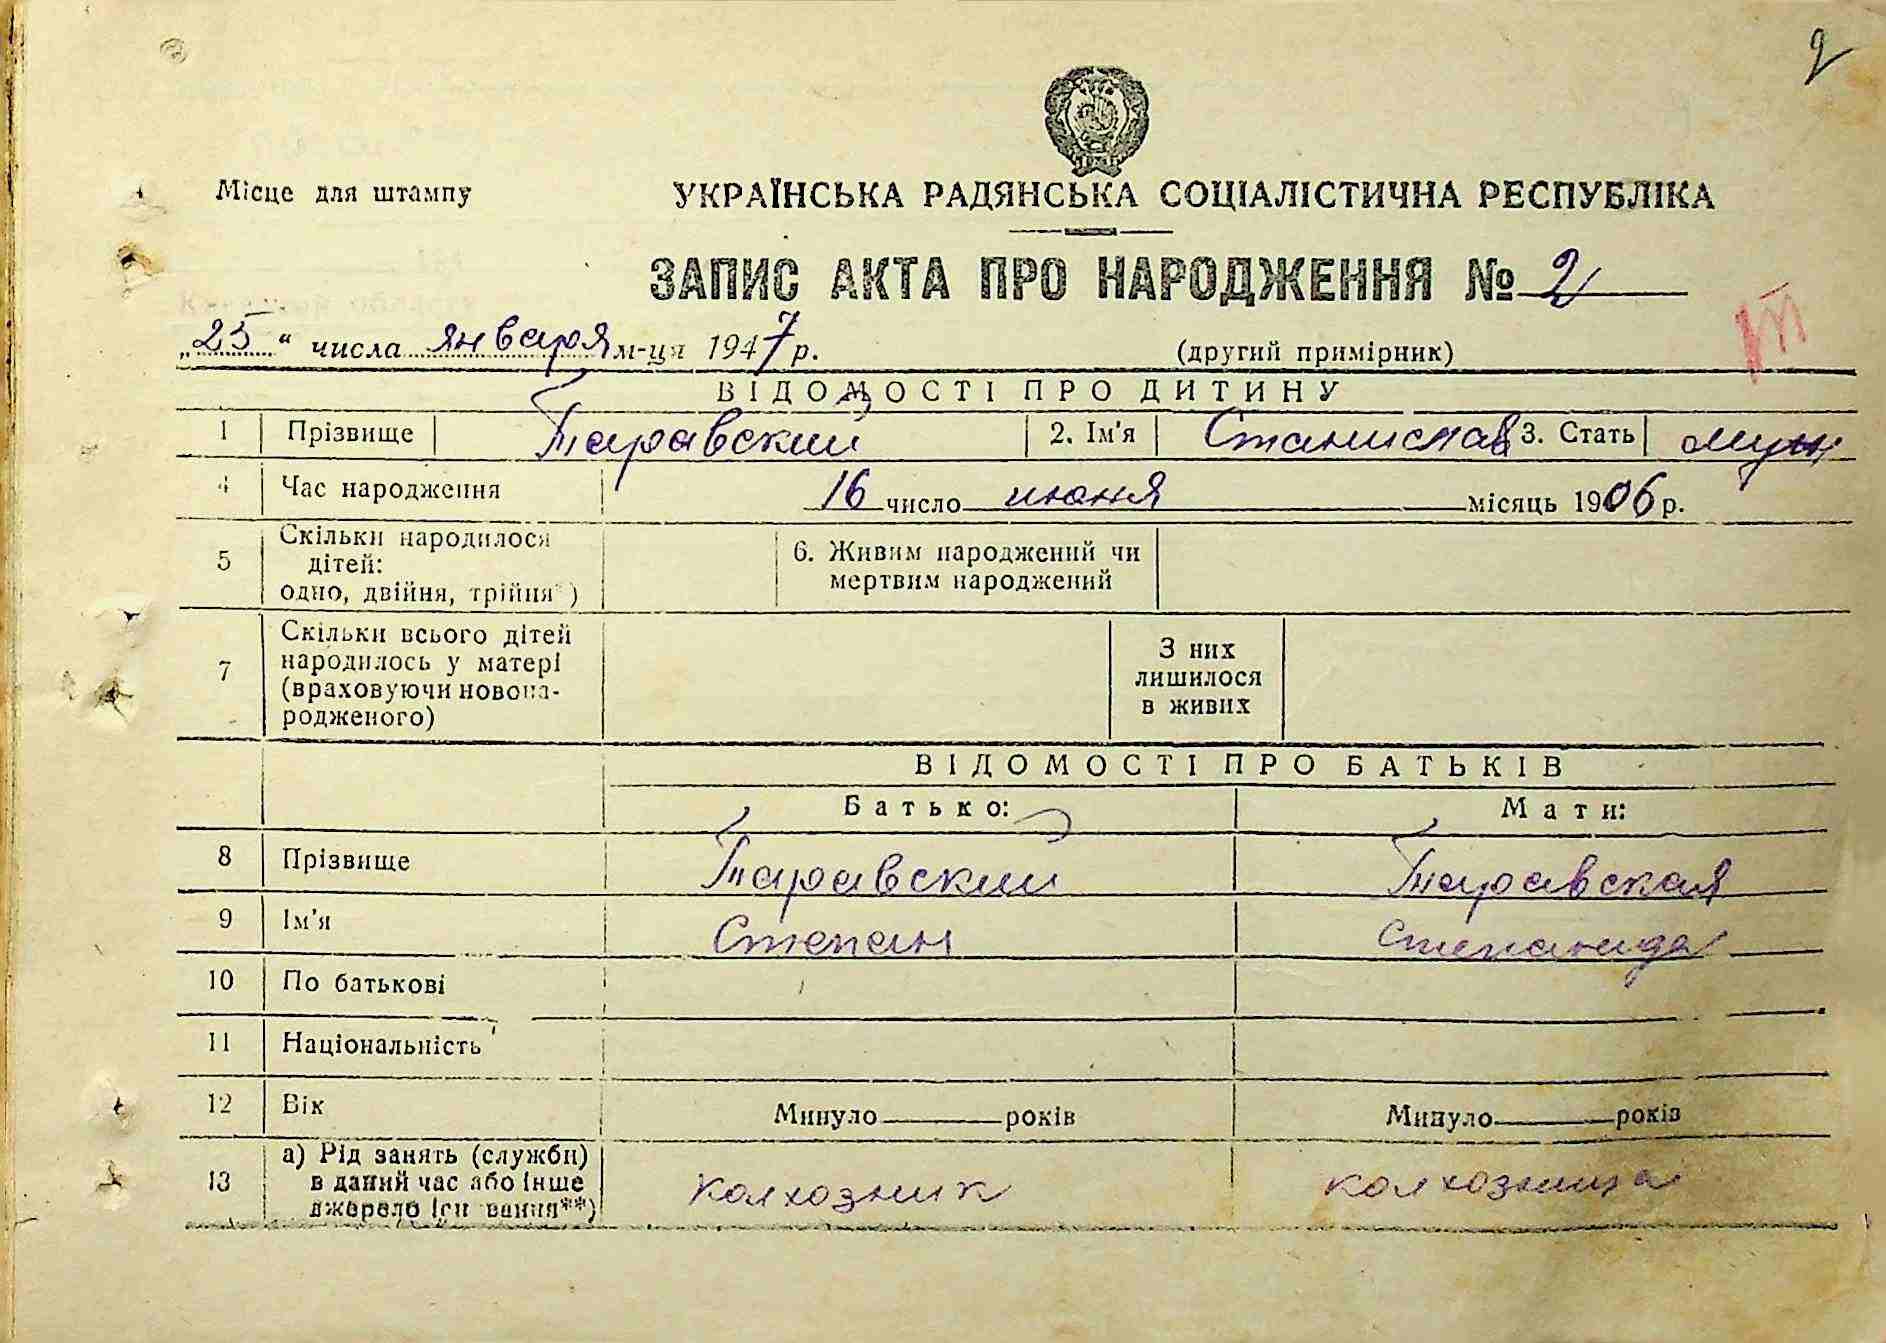 2
Місце для штампу
УКРАЇНСЬКА РАДЯНСЬКА СОЦІАЛІСТИЧНА РЕСПУБЛІКА
ЗАПИС АКТА ПРО НАРОДЖЕННЯ № 2
„25“ числа января м-ця 1947 р. (другий примірник)
ВІДОМОСТІ ПРО ДИТИНУ
1 Прізвище Таравский 2. Ім'я Станислав 3. Стать муж
4 Час народження 16 число июня місяць 1906 р.
5 Скільки народилося дітей: одно, двійня, трійня*) 6. Живим народжений чи мертвим народжений
7 Скільки всього дітей народилось у матері (враховуючи новонародженого) З них лишилося в живих
ВІДОМОСТІ ПРО БАТЬКІВ
Батько: Мати:
8 Прізвище Таравский Таравская
9 Ім'я Степан Степанида
10 По батькові
11 Національність
12 Вік Минуло років Минуло років
13 а) Рід занять (служби) в даний час або інше джерело існування**) колхозник колхозница